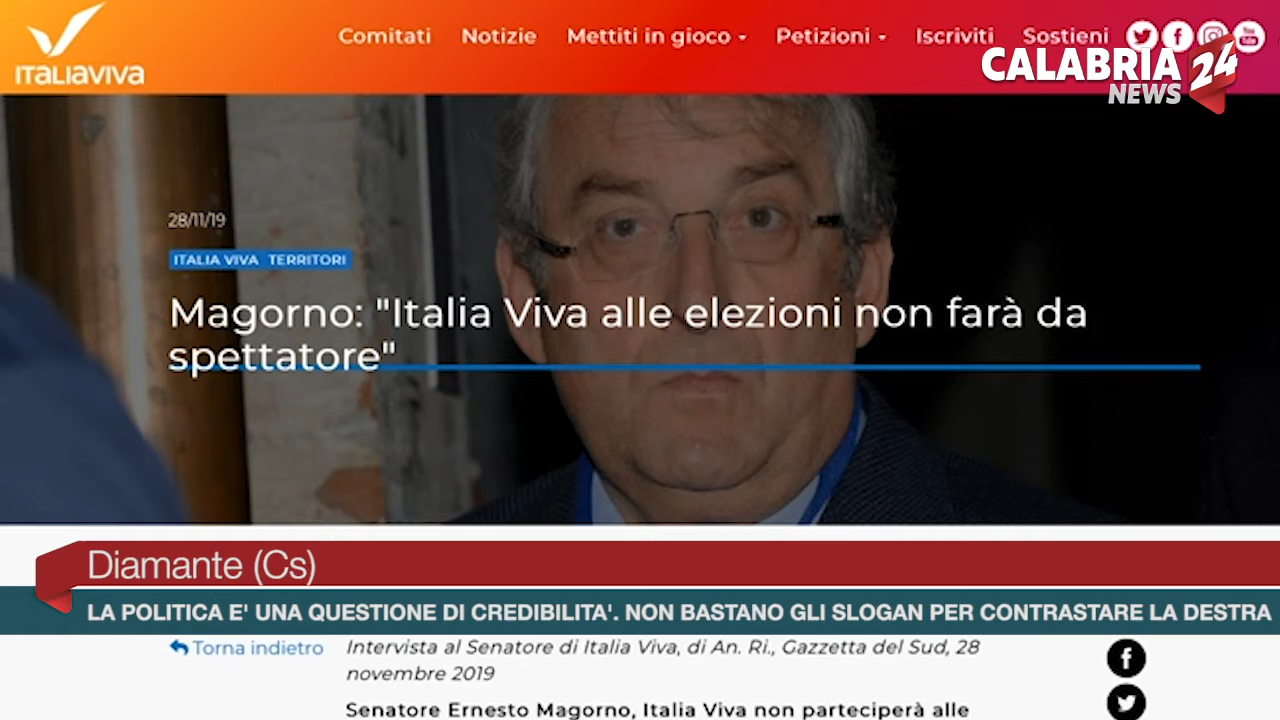 ITALIAVIVA
Comitati Notizie Mettiti in gioco Petizioni Iscriviti Sostieni
You Tube
CALABRIA 24
NEWS
28/11/19
ITALIA VIVA TERRITORI
Magorno: "Italia Viva alle elezioni non farà da
spettatore"
Diamante (Cs)
LA POLITICA E' UNA QUESTIONE DI CREDIBILITA'. NON BASTANO GLI SLOGAN PER CONTRASTARE LA DESTRA
Torna indietro
Intervista al Senatore di Italia Viva, di An. Ri., Gazzetta del Sud, 28
novembre 2019
Senatore Ernesto Magorno, Italia Viva non parteciperà alle